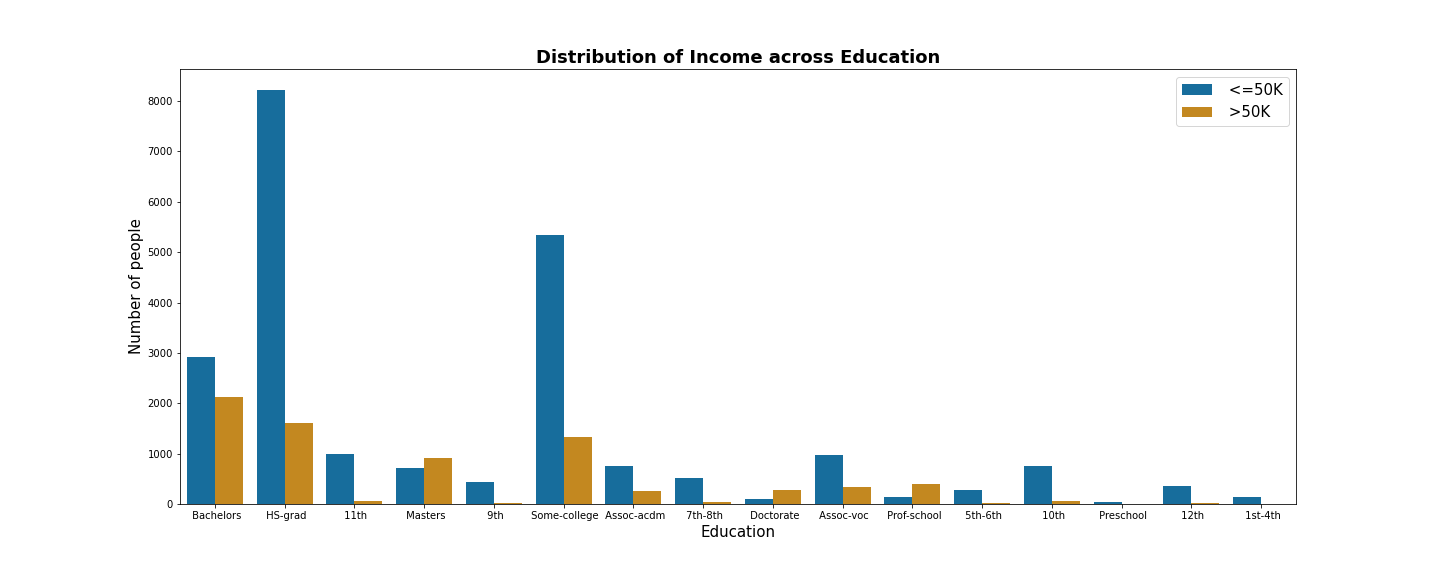 Distribution of Income across Education
<=50K
>50K
Number of people
8000
7000
6000
5000
4000
3000
2000
1000
0
Bachelors HS-grad 11th Masters 9th Some-college Assoc-acdm 7th-8th Doctorate Assoc-voc Prof-school 5th-6th 10th Preschool 12th 1st-4th
Education